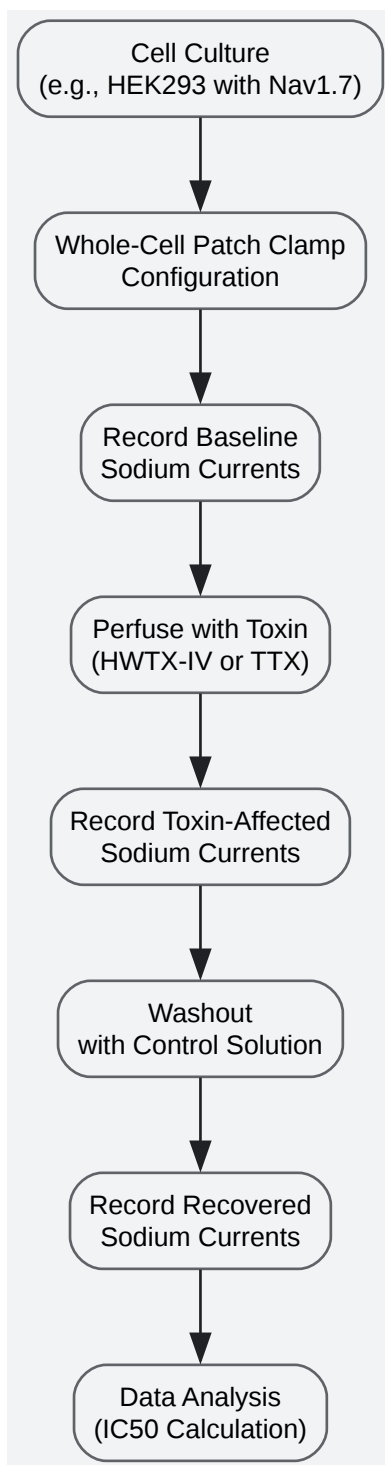 Cell Culture
(e.g., HEK293 with Nav1.7)
Whole-Cell Patch Clamp
Configuration
Record Baseline
Sodium Currents
Perfuse with Toxin
(HWTX-IV or TTX)
Record Toxin-Affected
Sodium Currents
Washout
with Control Solution
Record Recovered
Sodium Currents
Data Analysis
(IC50 Calculation)